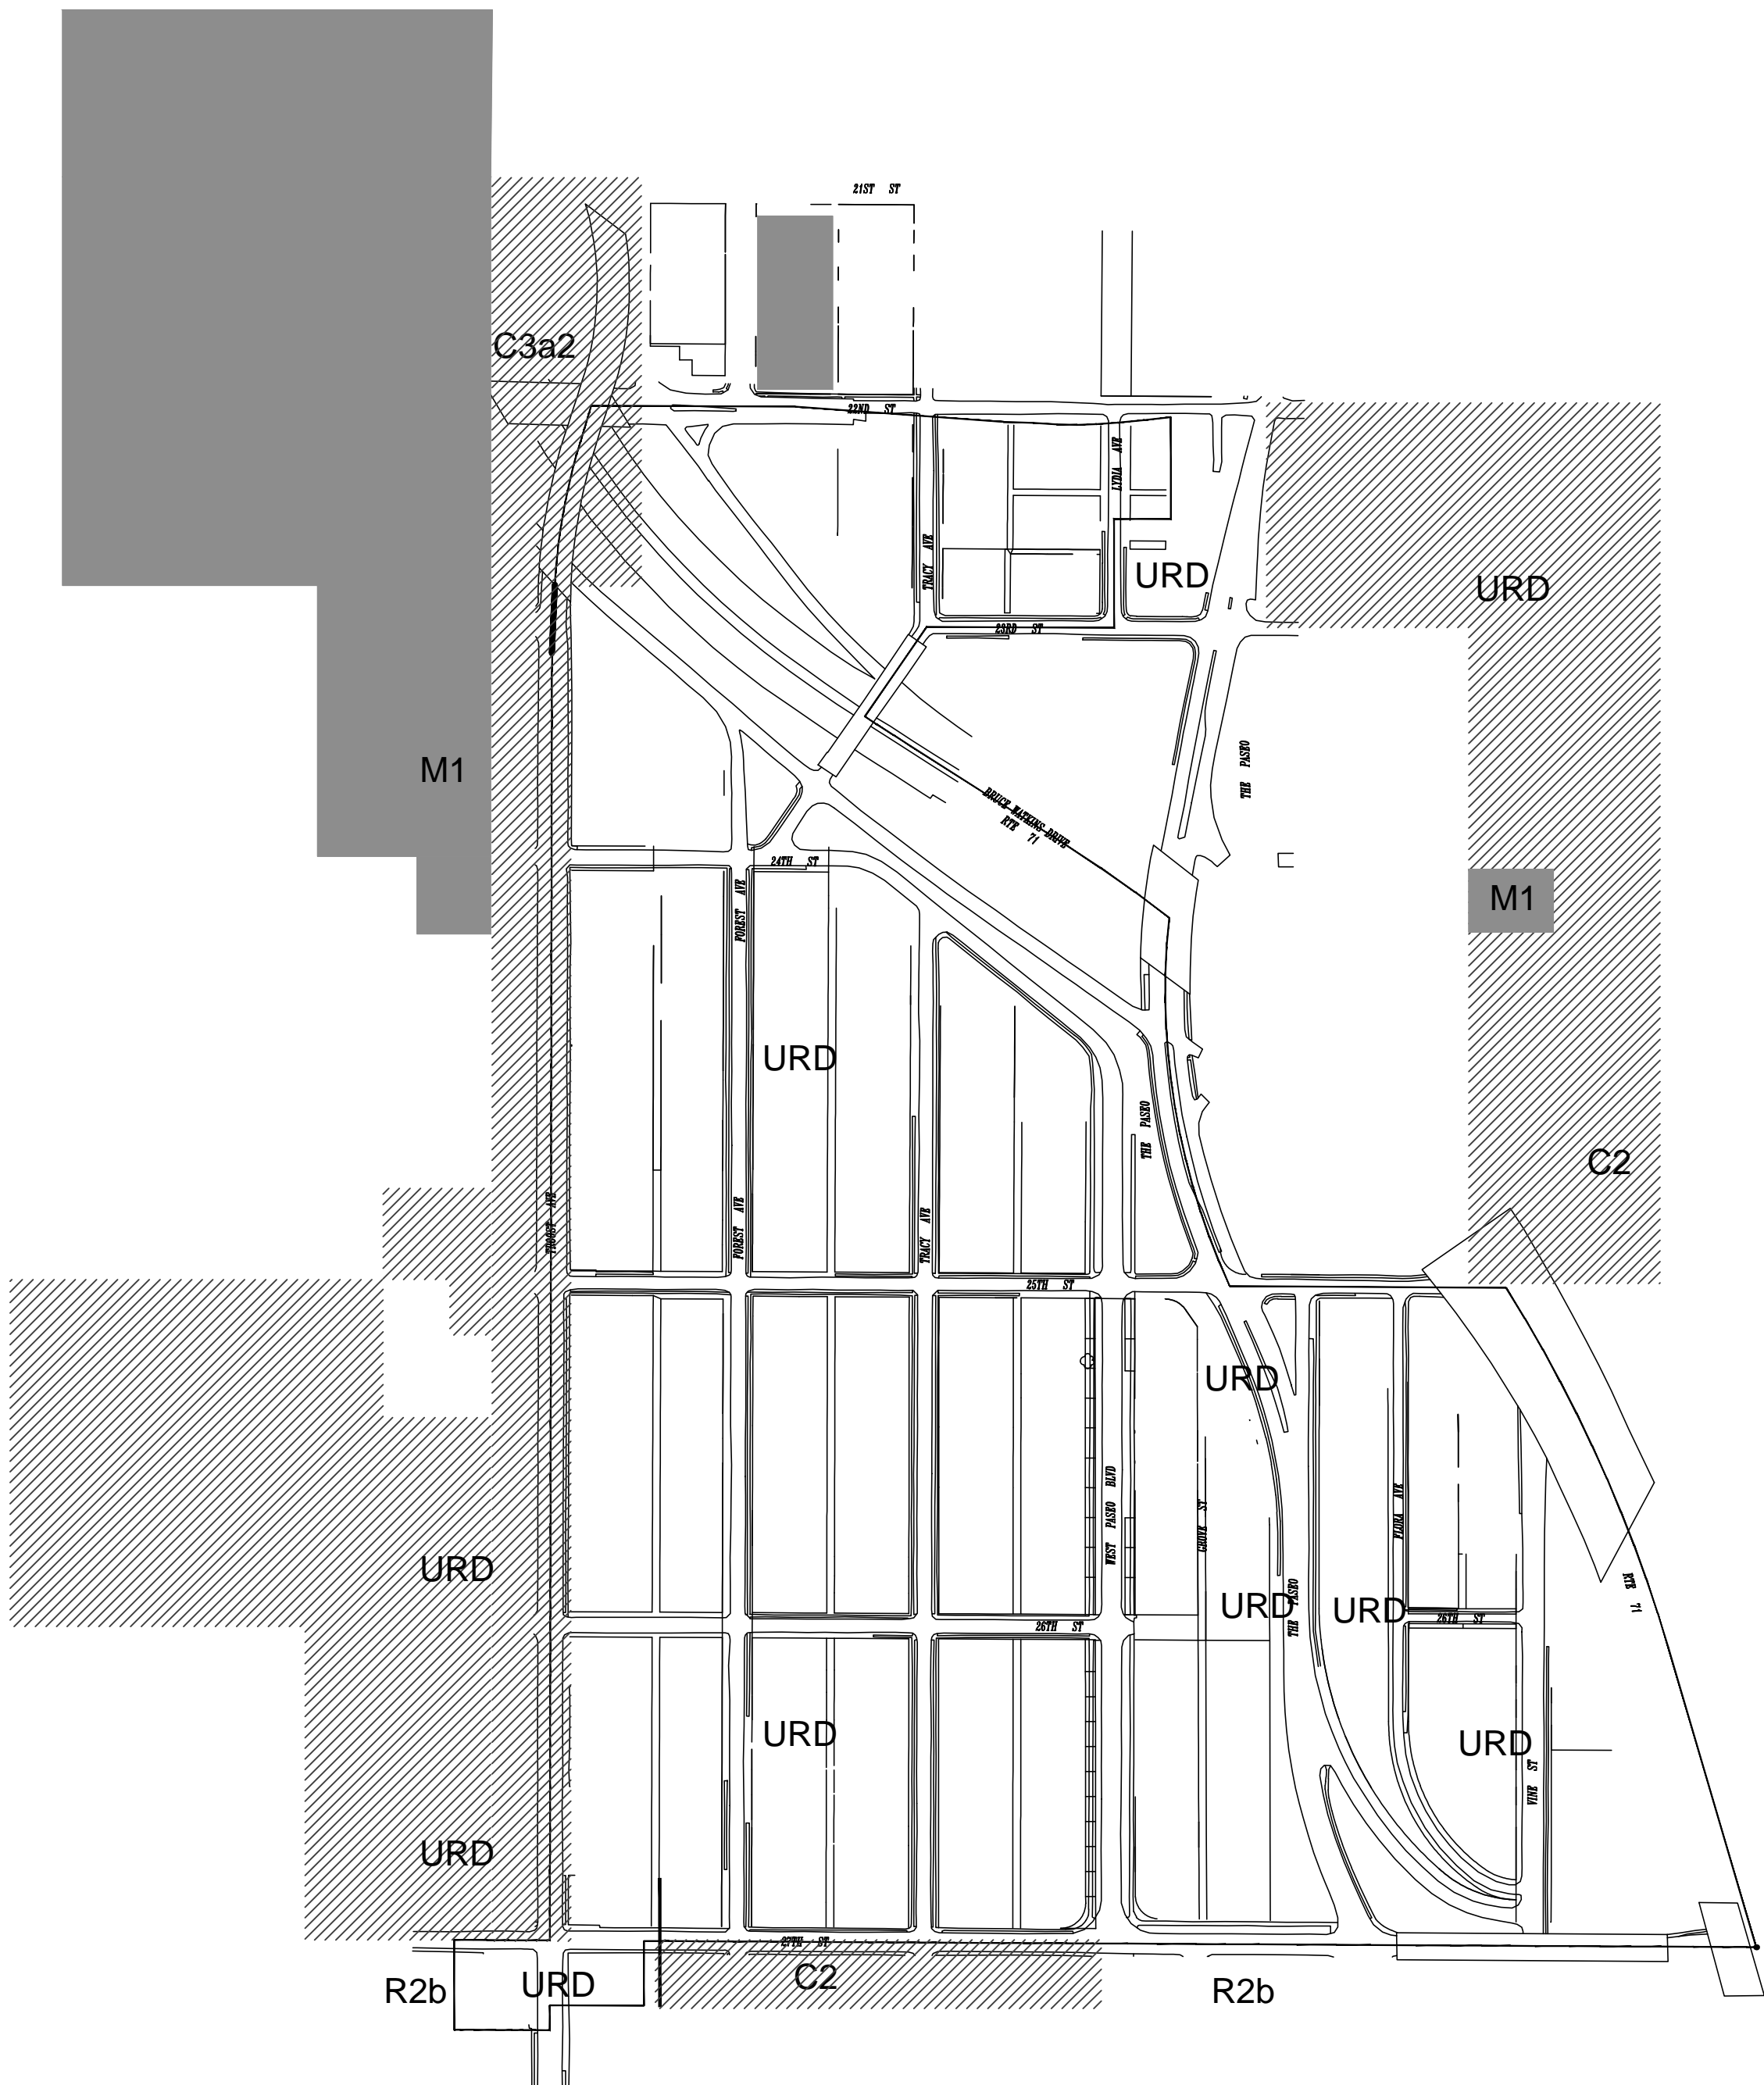 21ST ST
C3a2
22ND ST
LYDIA AVE
TRACY AVE
URD
URD
23RD ST
THE PASEO
M1
BRUCE WATKINS DRIVE
RTE 71
24TH ST
FOREST AVE
M1
URD
THE PASEO
C2
TROOST AVE
FOREST AVE
TRACY AVE
25TH ST
URD
WEST PASEO BLVD
GROVE ST
FLORA AVE
URD
RTE 71
URD
THE PASEO
URD
26TH ST
26TH ST
URD
URD
VINE ST
URD
27TH ST
R2b
URD
C2
R2b